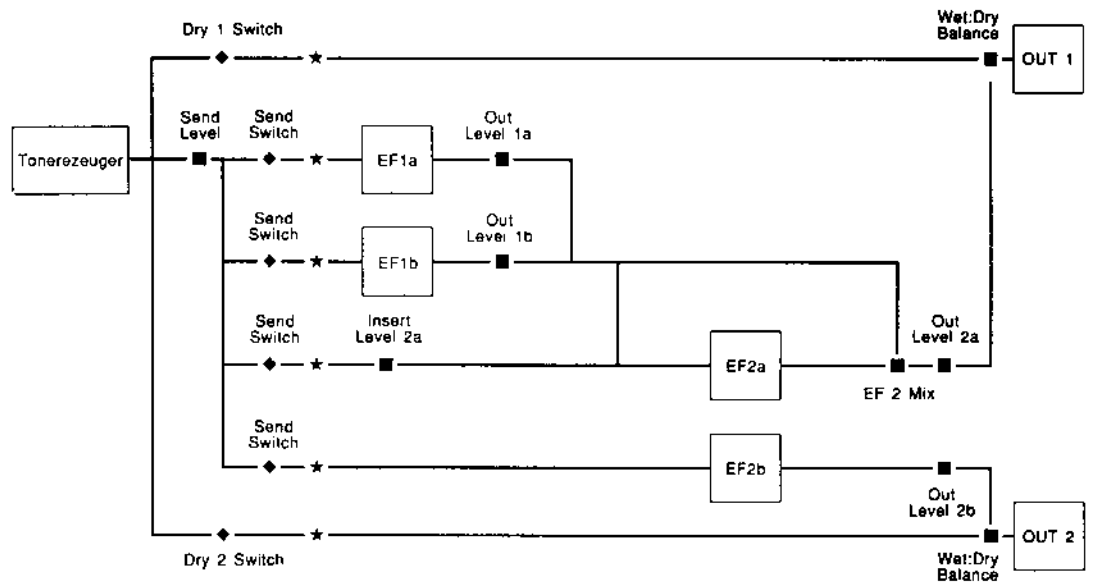 Dry 1 Switch
Wet:Dry
Balance
OUT 1
Tonerezeuger
Send
Level
Send
Switch
EF1a
Out
Level 1a
Send
Switch
EF1b
Out
Level 1b
Send
Switch
Insert
Level 2a
EF2a
EF 2 Mix
Out
Level 2a
Send
Switch
EF2b
Out
Level 2b
Dry 2 Switch
Wet:Dry
Balance
OUT 2